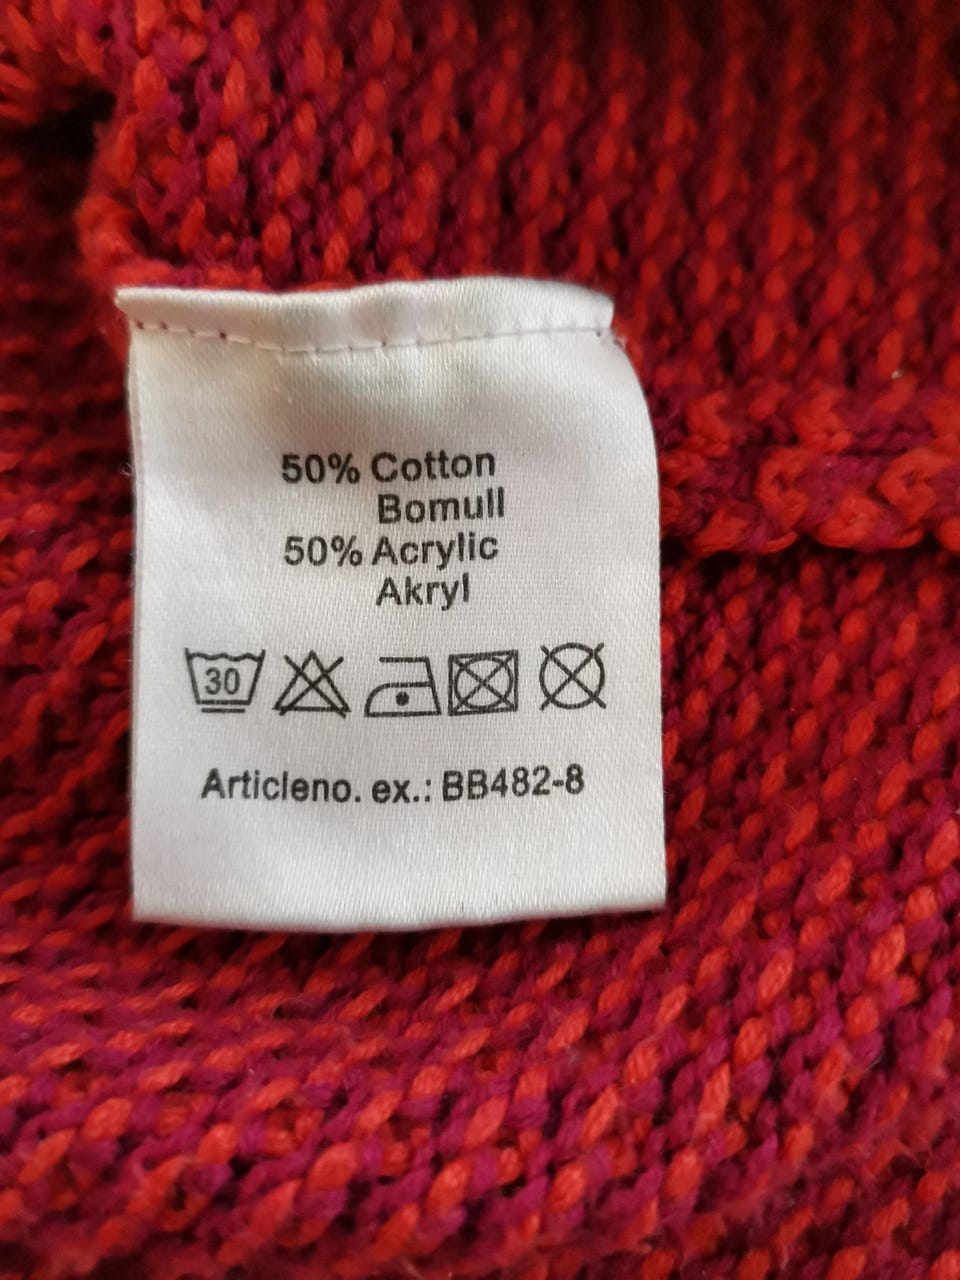 50% Cotton
Bomull
50% Acrylic
Akryl
30
Articleno. ex.: BB482-8